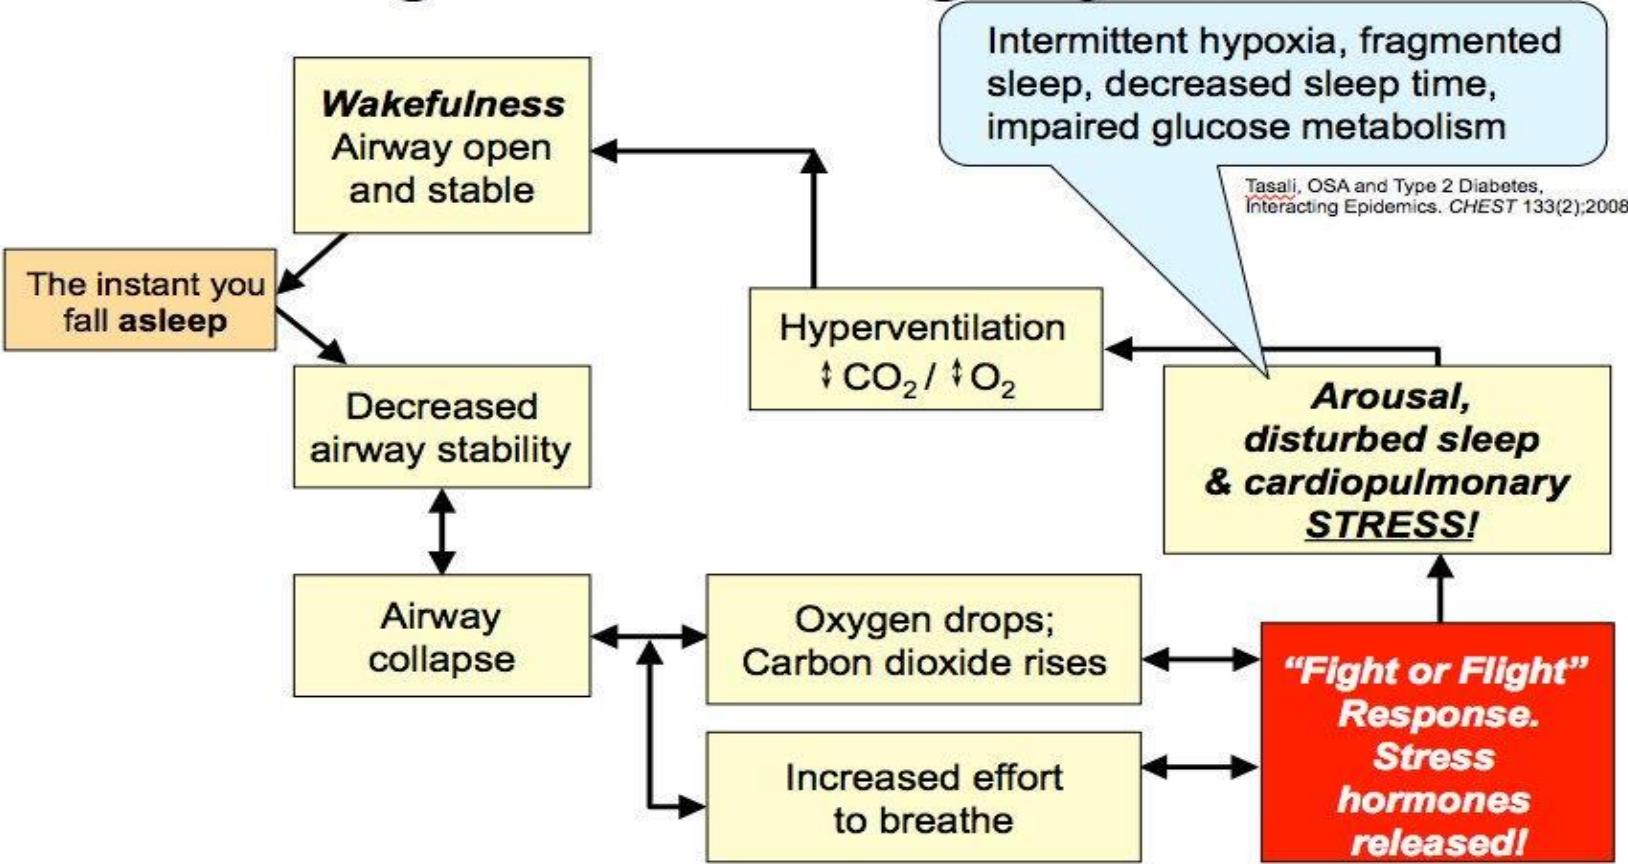 Intermittent hypoxia, fragmented
sleep, decreased sleep time,
impaired glucose metabolism
Tasali, OSA and Type 2 Diabetes,
Interacting Epidemics. CHEST 133(2);2008
Wakefulness
Airway open
and stable
The instant you
fall asleep
Decreased
airway stability
Airway
collapse
Hyperventilation
↕ CO₂ / ↕ O₂
Oxygen drops;
Carbon dioxide rises
Increased effort
to breathe
Arousal,
disturbed sleep
& cardiopulmonary
STRESS!
“Fight or Flight”
Response.
Stress
hormones
released!